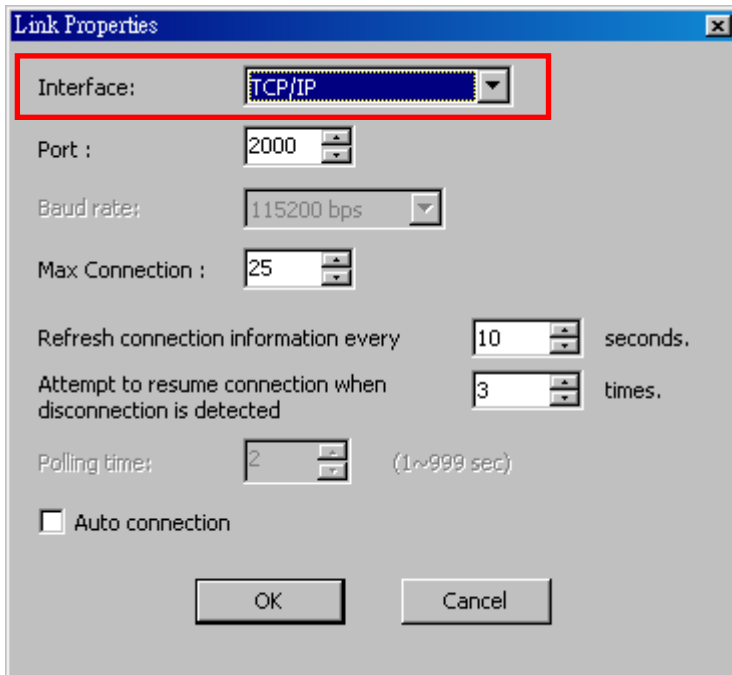 Link Properties
Interface: TCP/IP
Port : 2000
Baud rate: 115200 bps
Max Connection : 25
Refresh connection information every 10 seconds.
Attempt to resume connection when
disconnection is detected 3 times.
Polling time: 2 (1~999 sec)
Auto connection
OK Cancel